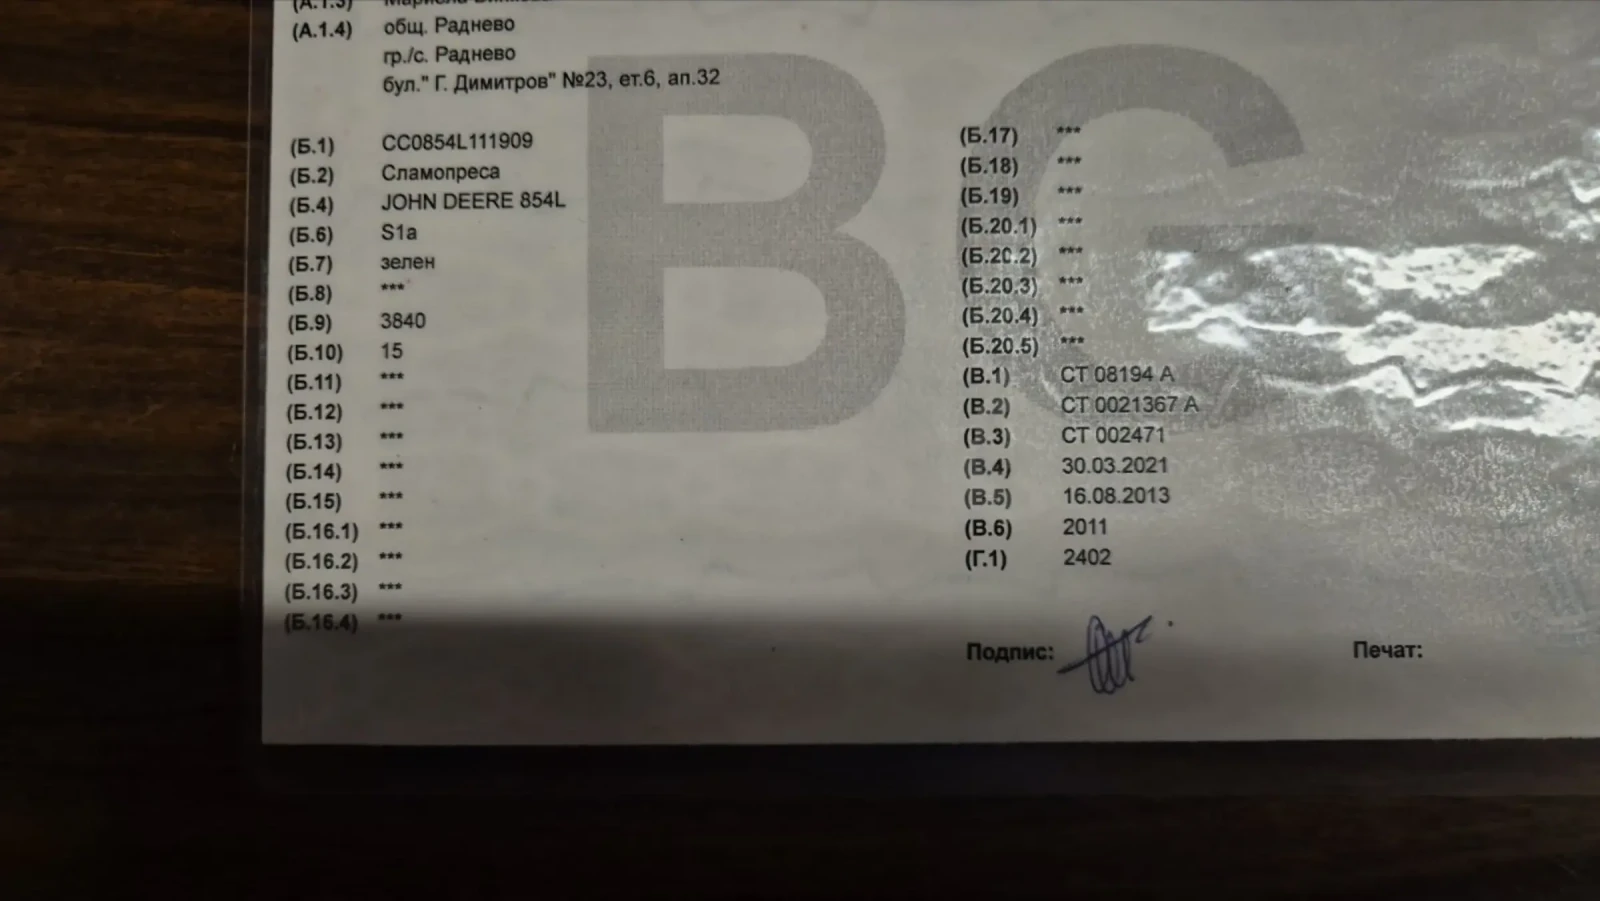 (А.1.3)
(А.1.4) общ. Раднево
гр./с. Раднево
бул." Г. Димитров" №23, ет.6, ап.32
BG
(Б.1) CC0854L111909
(Б.2) Сламопреса
(Б.4) JOHN DEERE 854L
(Б.6) S1a
(Б.7) зелен
(Б.8) ***
(Б.9) 3840
(Б.10) 15
(Б.11) ***
(Б.12) ***
(Б.13) ***
(Б.14) ***
(Б.15) ***
(Б.16.1) ***
(Б.16.2) ***
(Б.16.3) ***
(Б.16.4) ***
(Б.17) ***
(Б.18) ***
(Б.19) ***
(Б.20.1) ***
(Б.20.2) ***
(Б.20.3) ***
(Б.20.4) ***
(Б.20.5) ***
(В.1) СТ 08194 А
(В.2) СТ 0021367 А
(В.3) СТ 002471
(В.4) 30.03.2021
(В.5) 16.08.2013
(В.6) 2011
(Г.1) 2402
Подпис:
Печат: